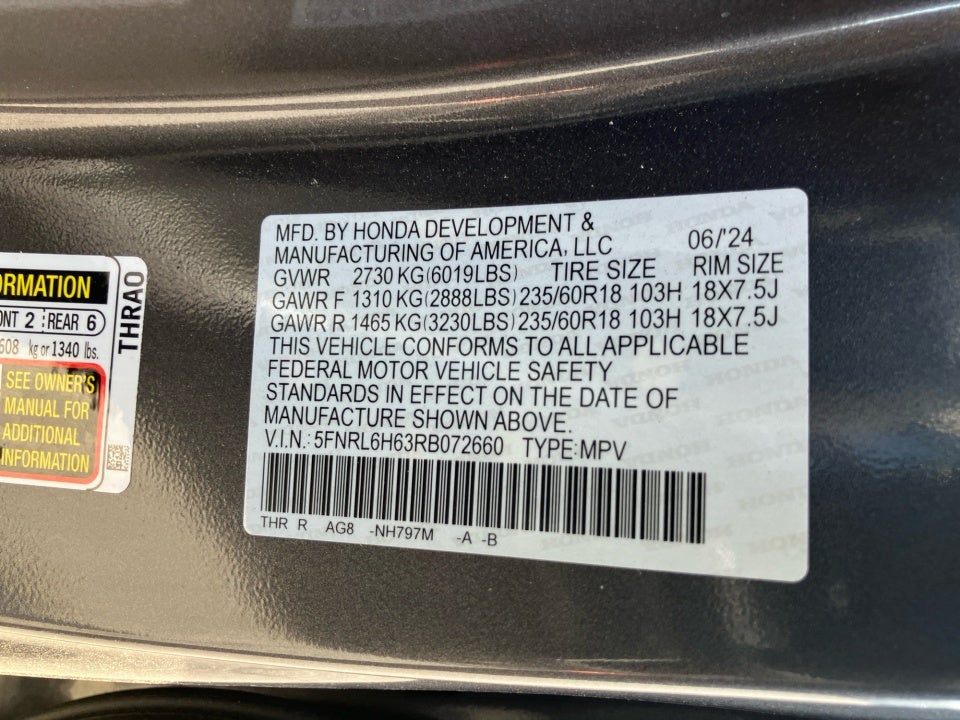 ORMATION
ONT 2 REAR 6
608 kg or 1340 lbs.
SEE OWNER'S
MANUAL FOR
ADDITIONAL
INFORMATION
THRAO
MFD. BY HONDA DEVELOPMENT &
MANUFACTURING OF AMERICA, LLC 06/'24
GVWR 2730 KG(6019LBS) TIRE SIZE RIM SIZE
GAWR F 1310 KG(2888LBS) 235/60R18 103H 18X7.5J
GAWR R 1465 KG(3230LBS) 235/60R18 103H 18X7.5J
THIS VEHICLE CONFORMS TO ALL APPLICABLE
FEDERAL MOTOR VEHICLE SAFETY
STANDARDS IN EFFECT ON THE DATE OF
MANUFACTURE SHOWN ABOVE.
V.I.N.: 5FNRL6H63RB072660 TYPE:MPV
THR R AG8 -NH797M -A -B